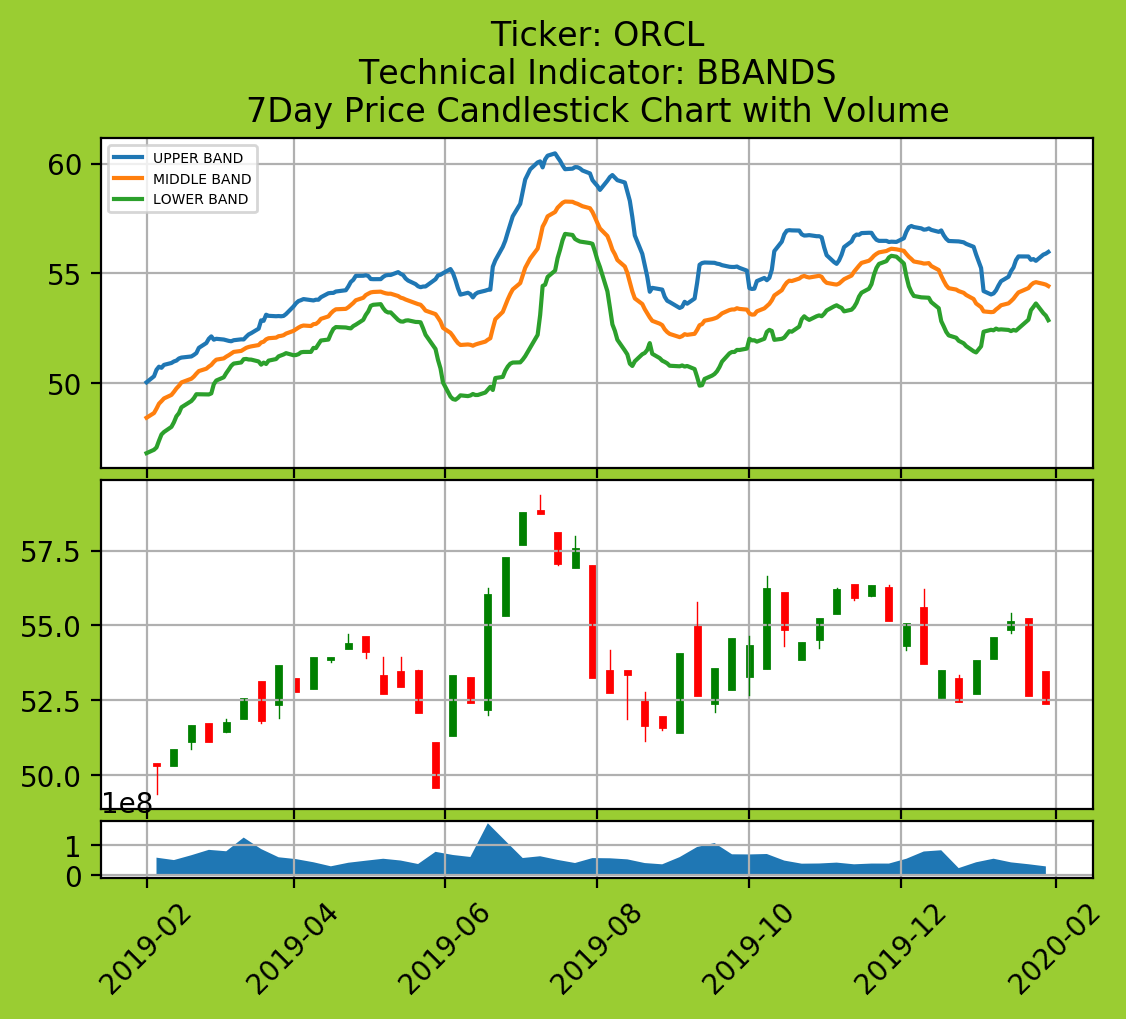 Ticker: ORCL
Technical Indicator: BBANDS
7Day Price Candlestick Chart with Volume
UPPER BAND
MIDDLE BAND
LOWER BAND
60
55
50
57.5
55.0
52.5
50.0
1e8
1
0
2019-02
2019-04
2019-06
2019-08
2019-10
2019-12
2020-02